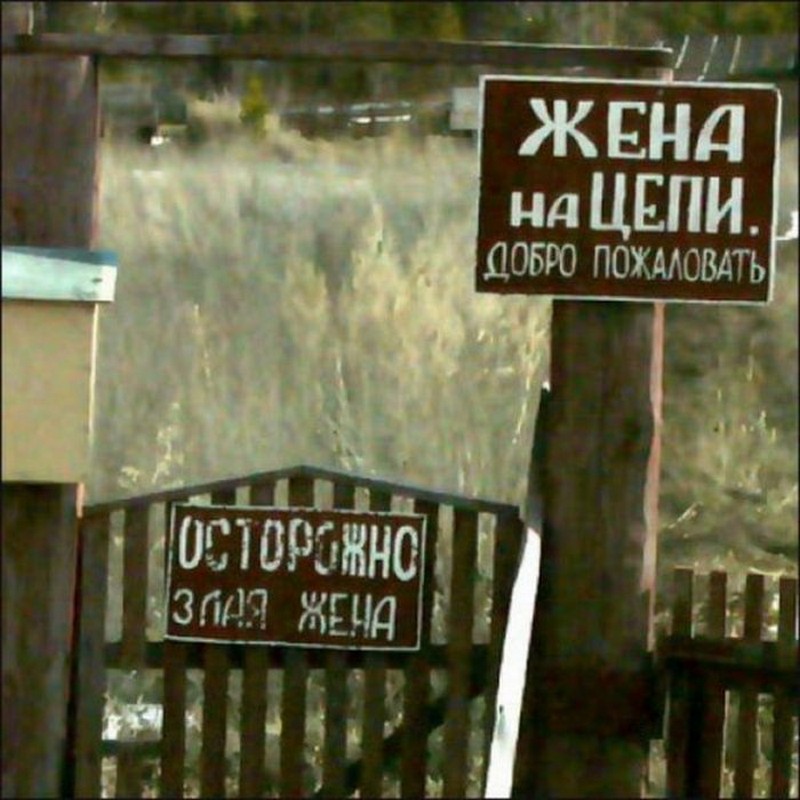 ЖЕНА
на ЦЕПИ.
ДОБРО ПОЖАЛОВАТЬ
ОСТОРОЖНО
ЗЛАЯ ЖЕНА